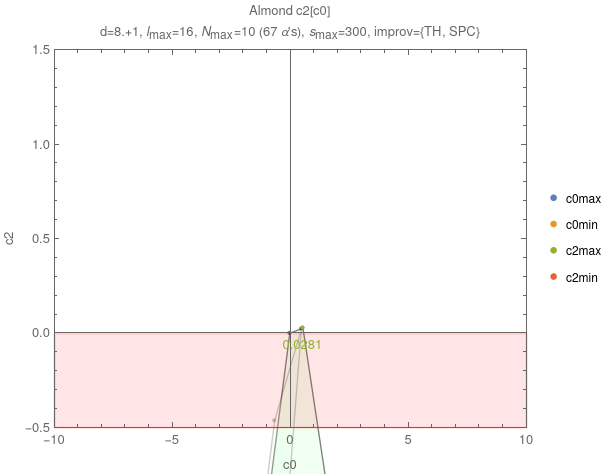 Almond c2[c0]
d=8.+1, lmax=16, Nmax=10 (67 α's), smax=300, improv={TH, SPC}
1.5
1.0
c0max
c0min
0.5
c2
c2max
c2min
0.0
0.0281
−0.5
−10
−5
0
5
10
c0